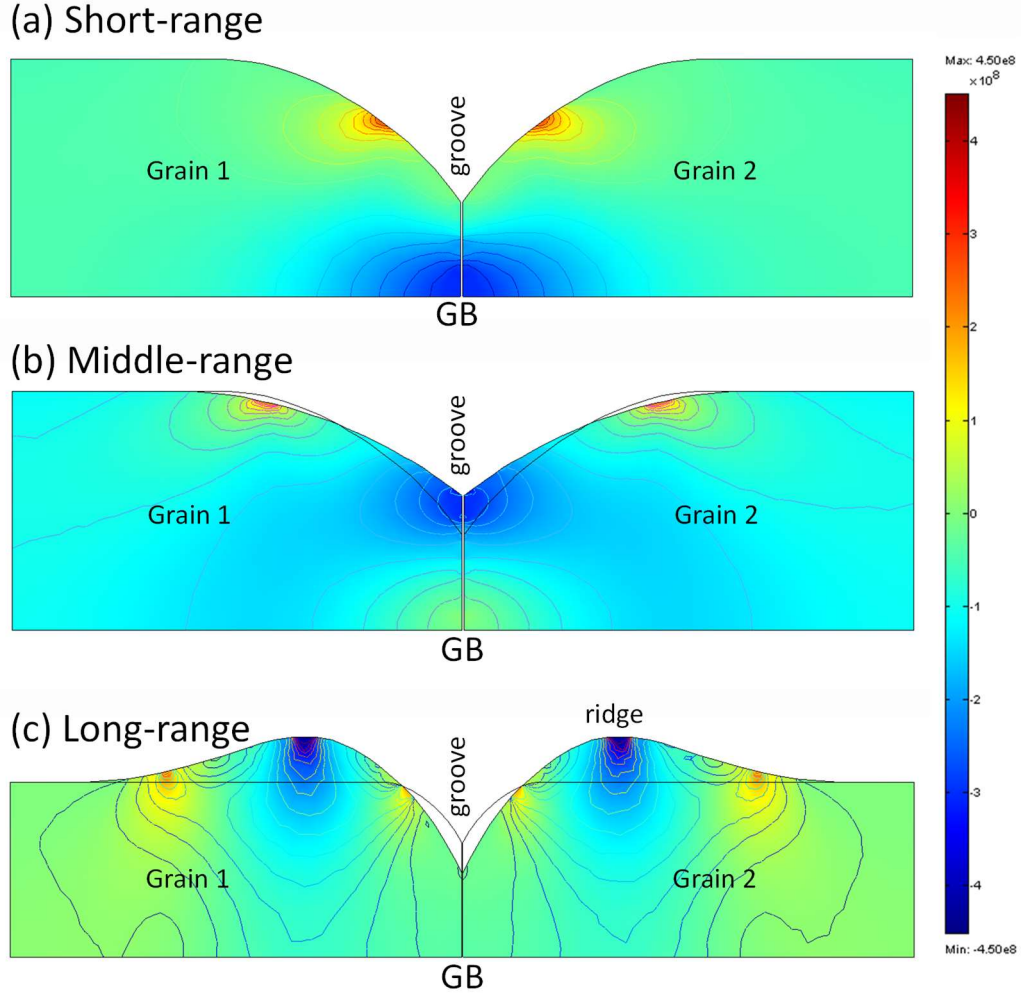 (a) Short-range
Max: 4.50e8
×10⁸
groove
Grain 1
Grain 2
GB
(b) Middle-range
groove
Grain 1
Grain 2
GB
(c) Long-range
ridge
groove
Grain 1
Grain 2
GB
4
3
2
1
0
-1
-2
-3
-4
Min: -4.50e8